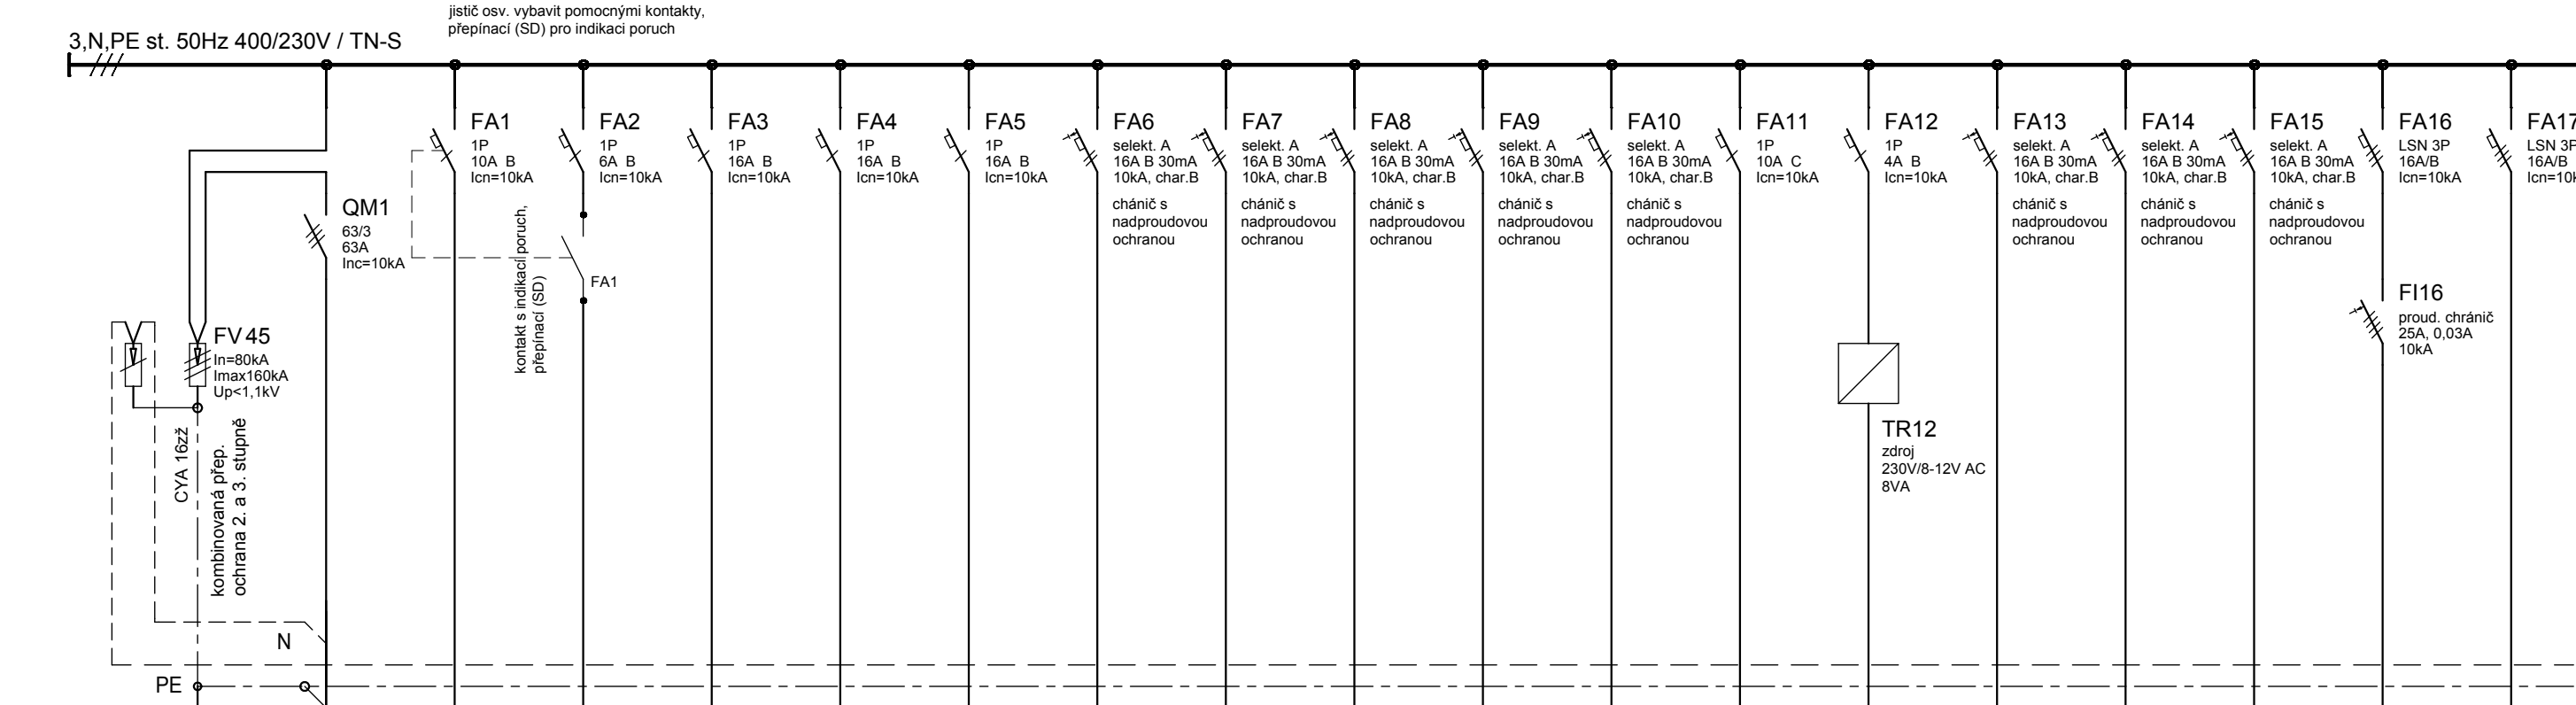 jistič osv. vybavit pomocnými kontakty,
přepínací (SD) pro indikaci poruch
3,N,PE st. 50Hz 400/230V / TN-S
FA1
1P
10A B
Icn=10kA
FA2
1P
6A B
Icn=10kA
FA3
1P
16A B
Icn=10kA
FA4
1P
16A B
Icn=10kA
FA5
1P
16A B
Icn=10kA
FA6
selekt. A
16A B 30mA
10kA, char.B
chánič s
nadproudovou
ochranou
FA7
selekt. A
16A B 30mA
10kA, char.B
chánič s
nadproudovou
ochranou
FA8
selekt. A
16A B 30mA
10kA, char.B
chánič s
nadproudovou
ochranou
FA9
selekt. A
16A B 30mA
10kA, char.B
chánič s
nadproudovou
ochranou
FA10
selekt. A
16A B 30mA
10kA, char.B
chánič s
nadproudovou
ochranou
FA11
1P
10A C
Icn=10kA
FA12
1P
4A B
Icn=10kA
FA13
selekt. A
16A B 30mA
10kA, char.B
chánič s
nadproudovou
ochranou
FA14
selekt. A
16A B 30mA
10kA, char.B
chánič s
nadproudovou
ochranou
FA15
selekt. A
16A B 30mA
10kA, char.B
chánič s
nadproudovou
ochranou
FA16
LSN 3P
16A/B
Icn=10kA
FA17
LSN 3P
16A/B
QM1
63/3
63A
Inc=10kA
kontakt s indikací poruch,
přepínací (SD)
FA1
FI16
proud. chránič
25A, 0,03A
10kA
FV45
In=80kA
Imax160kA
Up<1,1kV
CYA 16zž
kombinovaná přep.
ochrana 2. a 3. stupně
TR12
zdroj
230V/8-12V AC
8VA
N
PE